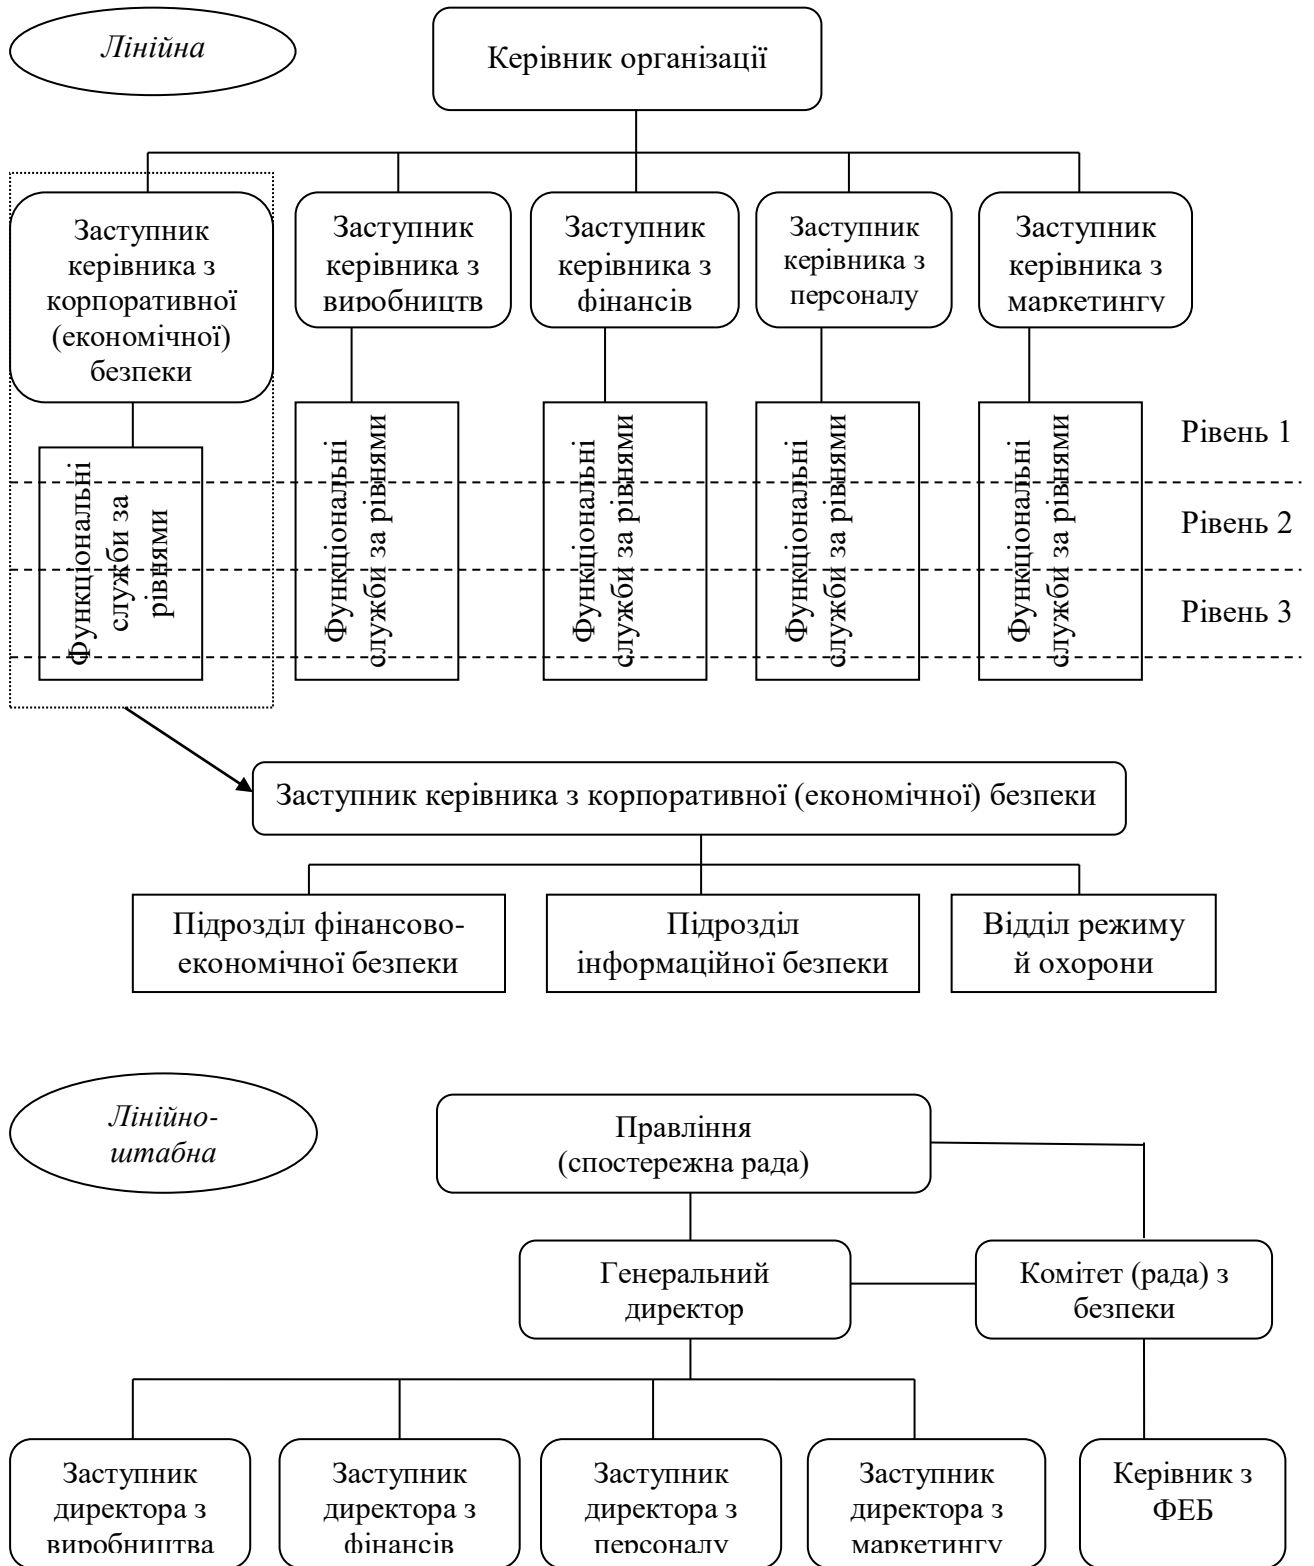 Лінійна
Керівник організації
Заступник
керівника з
корпоративної
(економічної)
безпеки
Заступник
керівника з
виробництв
Заступник
керівника з
фінансів
Заступник
керівника з
персоналу
Заступник
керівника з
маркетингу
Функціональні
служби за
рівнями
Функціональні
служби за рівнями
Функціональні
служби за рівнями
Функціональні
служби за рівнями
Функціональні
служби за рівнями
Рівень 1
Рівень 2
Рівень 3
Заступник керівника з корпоративної (економічної) безпеки
Підрозділ фінансово-
економічної безпеки
Підрозділ
інформаційної безпеки
Відділ режиму
й охорони
Лінійно-
штабна
Правління
(спостережна рада)
Генеральний
директор
Комітет (рада) з
безпеки
Заступник
директора з
виробництва
Заступник
директора з
фінансів
Заступник
директора з
персоналу
Заступник
директора з
маркетингу
Керівник з
ФЕБ